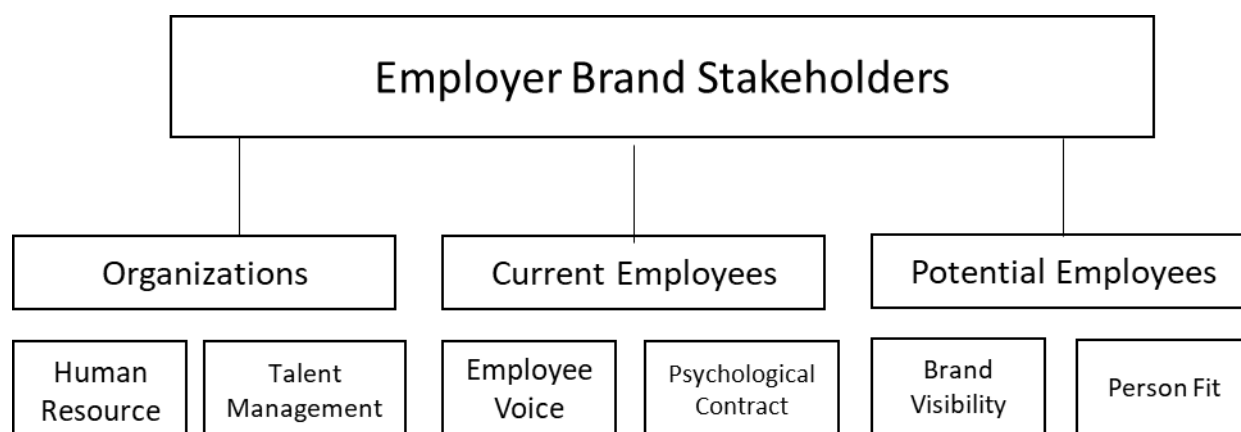 Employer Brand Stakeholders
Organizations
Current Employees
Potential Employees
Human
Resource
Talent
Management
Employee
Voice
Psychological
Contract
Brand
Visibility
Person Fit